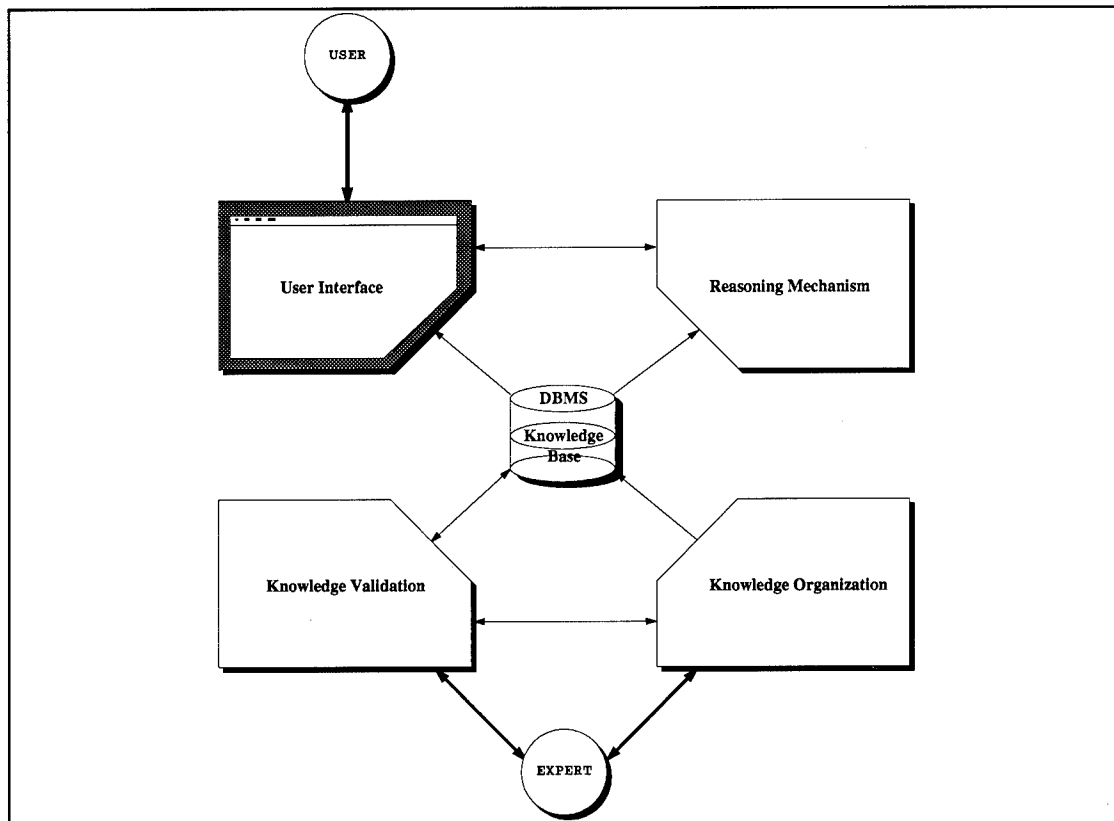 USER
User Interface
Reasoning Mechanism
DBMS
Knowledge
Base
Knowledge Validation
Knowledge Organization
EXPERT